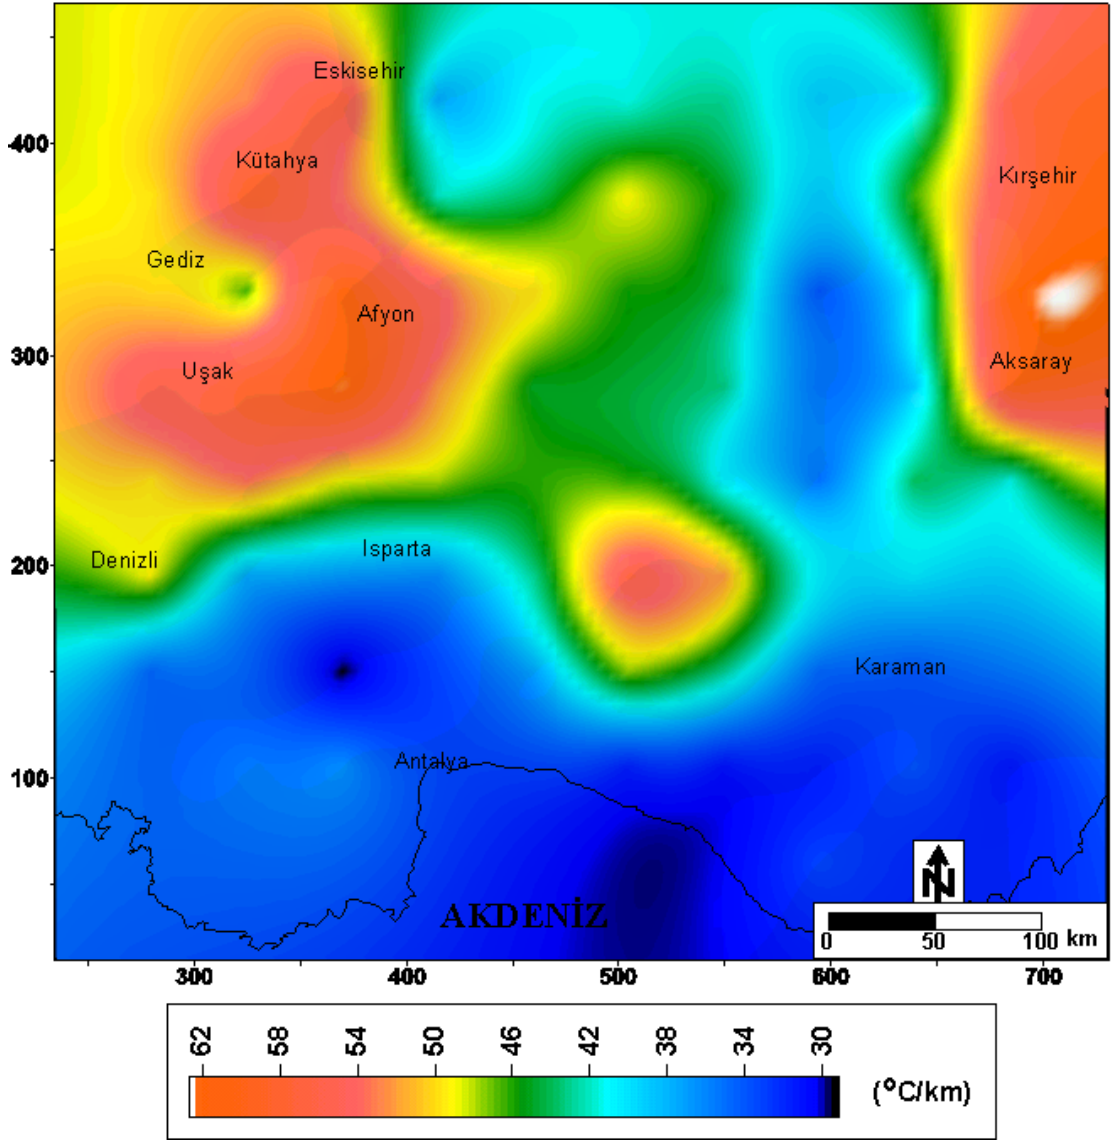 Eskisehir
400
Kütahya
Kırşehir
Gediz
Afyon
300
Uşak
Aksaray
Isparta
200
Denizli
Karaman
Antalya
100
N
AKDENİZ
0 50 100 km
300 400 500 600 700
62 58 54 50 46 42 38 34 30
(°C/km)